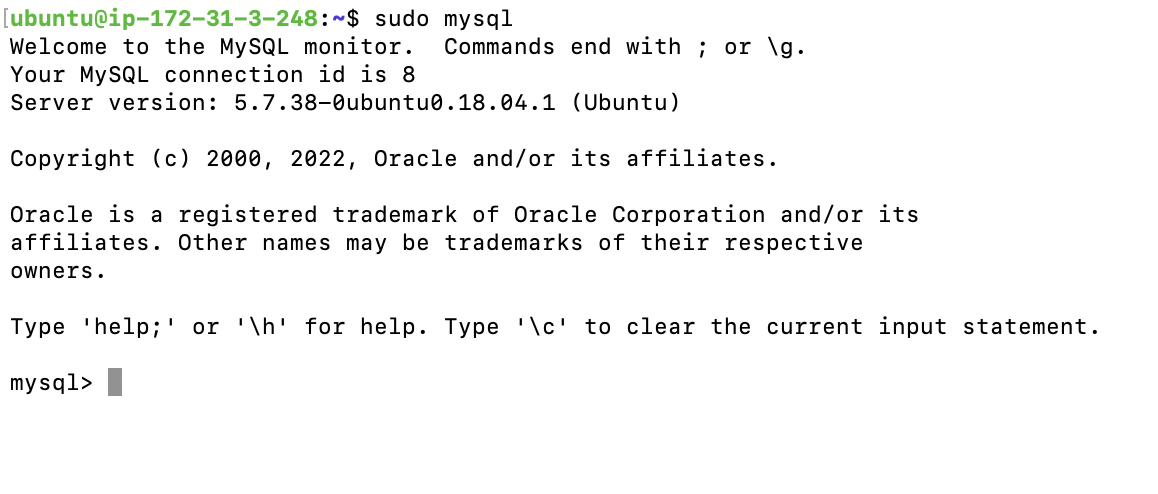 [ubuntu@ip-172-31-3-248:~$ sudo mysql
Welcome to the MySQL monitor.  Commands end with ; or \g.
Your MySQL connection id is 8
Server version: 5.7.38-0ubuntu0.18.04.1 (Ubuntu)
Copyright (c) 2000, 2022, Oracle and/or its affiliates.
Oracle is a registered trademark of Oracle Corporation and/or its
affiliates. Other names may be trademarks of their respective
owners.
Type 'help;' or '\h' for help. Type '\c' to clear the current input statement.
mysql>